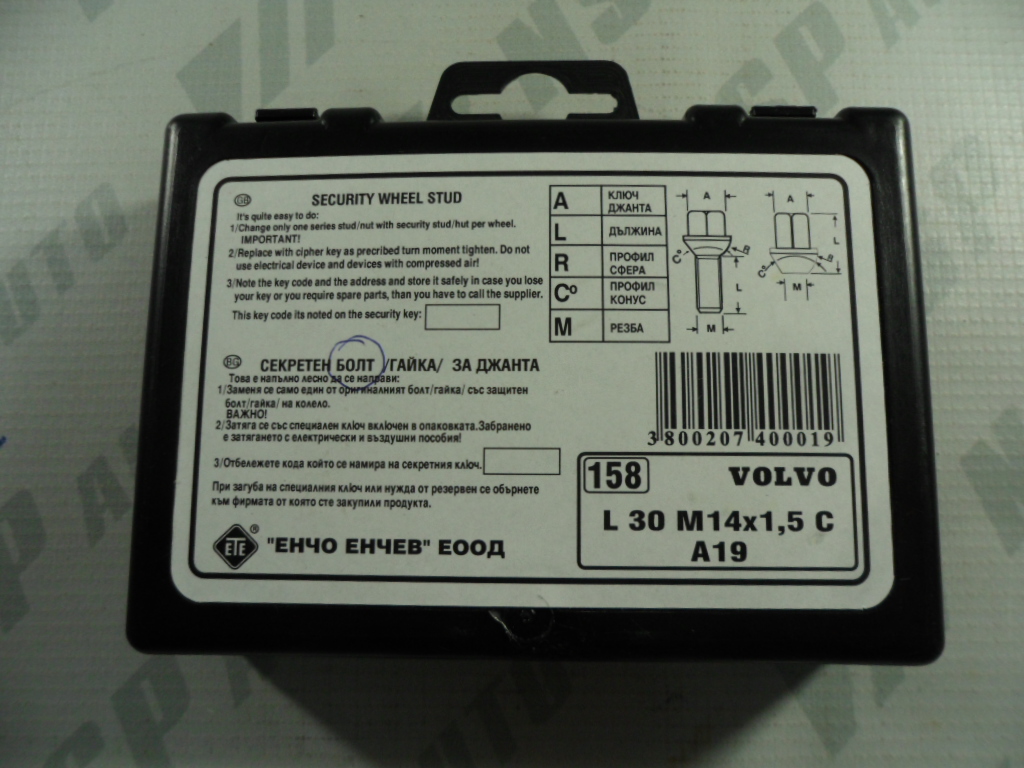 GB SECURITY WHEEL STUD
It's quite easy to do:
1/Change only one series stud/nut with security stud/hut per wheel.
IMPORTANT!
2/Replace with cipher key as precribed turn moment tighten. Do not
use electrical device and devices with compressed air!
3/Note the key code and the address and store it safely in case you lose
your key or you require spare parts, than you have to call the supplier.
This key code its noted on the security key:
BG СЕКРЕТЕН БОЛТ /ГАЙКА/ ЗА ДЖАНТА
Това е напълно лесно да се направи:
1/Заменя се само един от оригиналният болт/гайка/ със защитен
болт/гайка/ на колело.
ВАЖНО!
2/Затяга се със специален ключ включен в опаковката.Забранено
е затягането с електрически и въздушни пособия!
3/Отбележете кода който се намира на секретния ключ.
При загуба на специалния ключ или нужда от резервен се обърнете
към фирмата от която сте закупили продукта.
ETE ® "ЕНЧО ЕНЧЕВ" ЕООД
A КЛЮЧ
ДЖАНТА
L ДЪЛЖИНА
R ПРОФИЛ
СФЕРА
C° ПРОФИЛ
КОНУС
M РЕЗБА
A
C°
R
L
M
A
L
C°
R
M
3800207 400019
158 VOLVO
L 30 M14x1,5 C
A19